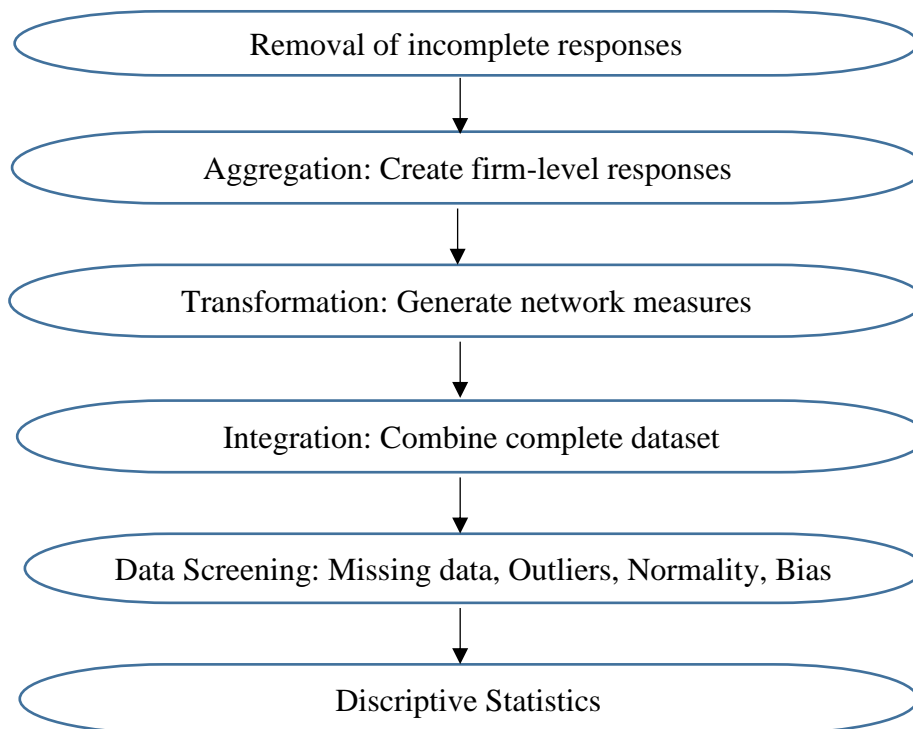 Removal of incomplete responses
Aggregation: Create firm-level responses
Transformation: Generate network measures
Integration: Combine complete dataset
Data Screening: Missing data, Outliers, Normality, Bias
Discriptive Statistics